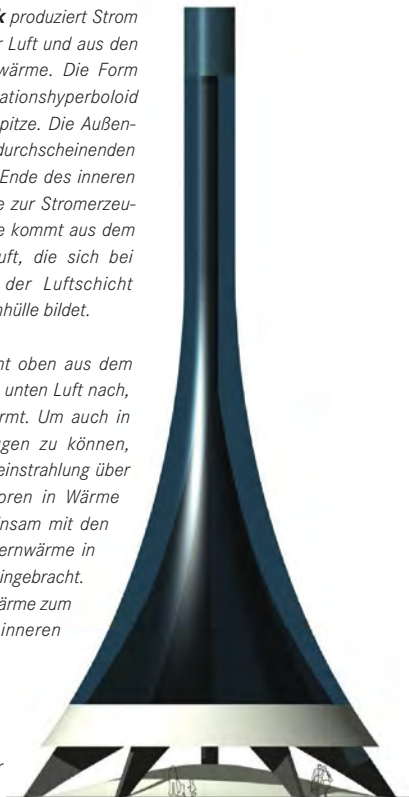 k produziert Strom
r Luft und aus den
wärme. Die Form
ationshyperboloid
pitze. Die Außen-
durchscheinenden
Ende des inneren
e zur Stromerzeu-
e kommt aus dem
uft, die sich bei
der Luftschicht
nhülle bildet.
nt oben aus dem
unten Luft nach,
rmt. Um auch in
ugen zu können,
einstrahlung über
oren in Wärme
insam mit den
ernwärme in
ingebracht.
ärme zum
inneren
r